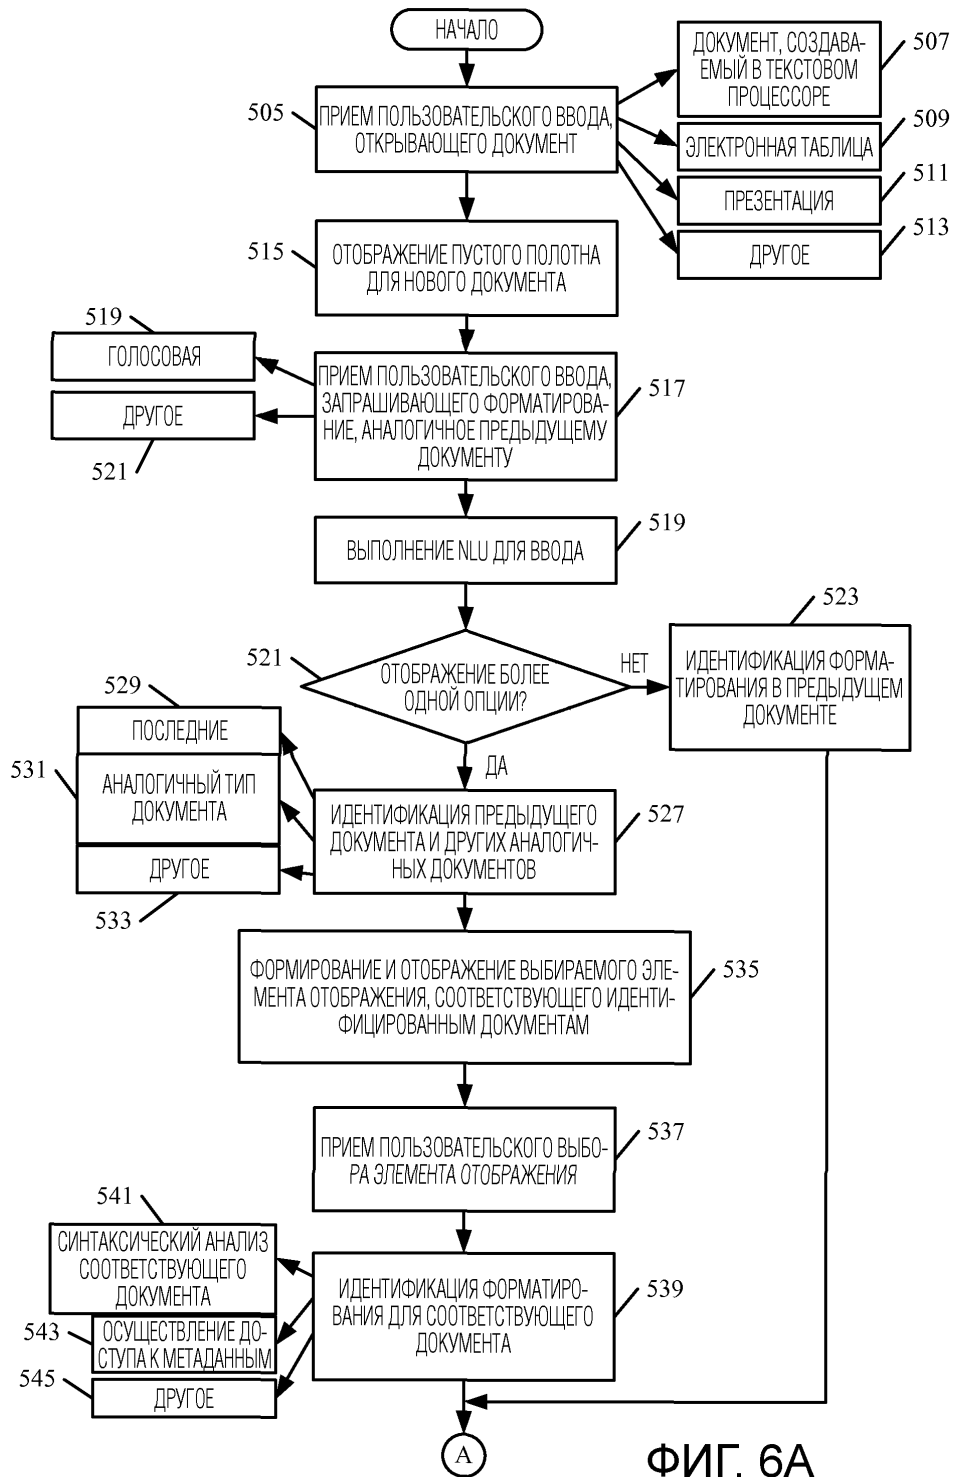 НАЧАЛО
505
ПРИЕМ ПОЛЬЗОВАТЕЛЬСКОГО ВВОДА,
ОТКРЫВАЮЩЕГО ДОКУМЕНТ
ДОКУМЕНТ, СОЗДАВА-
ЕМЫЙ В ТЕКСТОВОМ
ПРОЦЕССОРЕ
507
ЭЛЕКТРОННАЯ ТАБЛИЦА
509
ПРЕЗЕНТАЦИЯ
511
ДРУГОЕ
513
515
ОТОБРАЖЕНИЕ ПУСТОГО ПОЛОТНА
ДЛЯ НОВОГО ДОКУМЕНТА
519
ГОЛОСОВАЯ
ДРУГОЕ
521
ПРИЕМ ПОЛЬЗОВАТЕЛЬСКОГО ВВОДА,
ЗАПРАШИВАЮЩЕГО ФОРМАТИРОВА-
НИЕ, АНАЛОГИЧНОЕ ПРЕДЫДУЩЕМУ
ДОКУМЕНТУ
517
ВЫПОЛНЕНИЕ NLU ДЛЯ ВВОДА
519
521
ОТОБРАЖЕНИЕ БОЛЕЕ
ОДНОЙ ОПЦИИ?
НЕТ
523
ИДЕНТИФИКАЦИЯ ФОРМА-
ТИРОВАНИЯ В ПРЕДЫДУЩЕМ
ДОКУМЕНТЕ
ДА
529
ПОСЛЕДНИЕ
531
АНАЛОГИЧНЫЙ ТИП
ДОКУМЕНТА
ДРУГОЕ
533
ИДЕНТИФИКАЦИЯ ПРЕДЫДУЩЕГО
ДОКУМЕНТА И ДРУГИХ АНАЛОГИЧ-
НЫХ ДОКУМЕНТОВ
527
ФОРМИРОВАНИЕ И ОТОБРАЖЕНИЕ ВЫБИРАЕМОГО ЭЛЕ-
МЕНТА ОТОБРАЖЕНИЯ, СООТВЕТСТВУЮЩЕГО ИДЕНТИ-
ФИЦИРОВАННЫМ ДОКУМЕНТАМ
535
ПРИЕМ ПОЛЬЗОВАТЕЛЬСКОГО ВЫБО-
РА ЭЛЕМЕНТА ОТОБРАЖЕНИЯ
537
541
СИНТАКСИЧЕСКИЙ АНАЛИЗ
СООТВЕТСТВУЮЩЕГО
ДОКУМЕНТА
543
ОСУЩЕСТВЛЕНИЕ ДО-
СТУПА К МЕТАДАННЫМ
545
ДРУГОЕ
ИДЕНТИФИКАЦИЯ ФОРМАТИРО-
ВАНИЯ ДЛЯ СООТВЕТСТВУЮЩЕГО
ДОКУМЕНТА
539
A
ФИГ. 6A